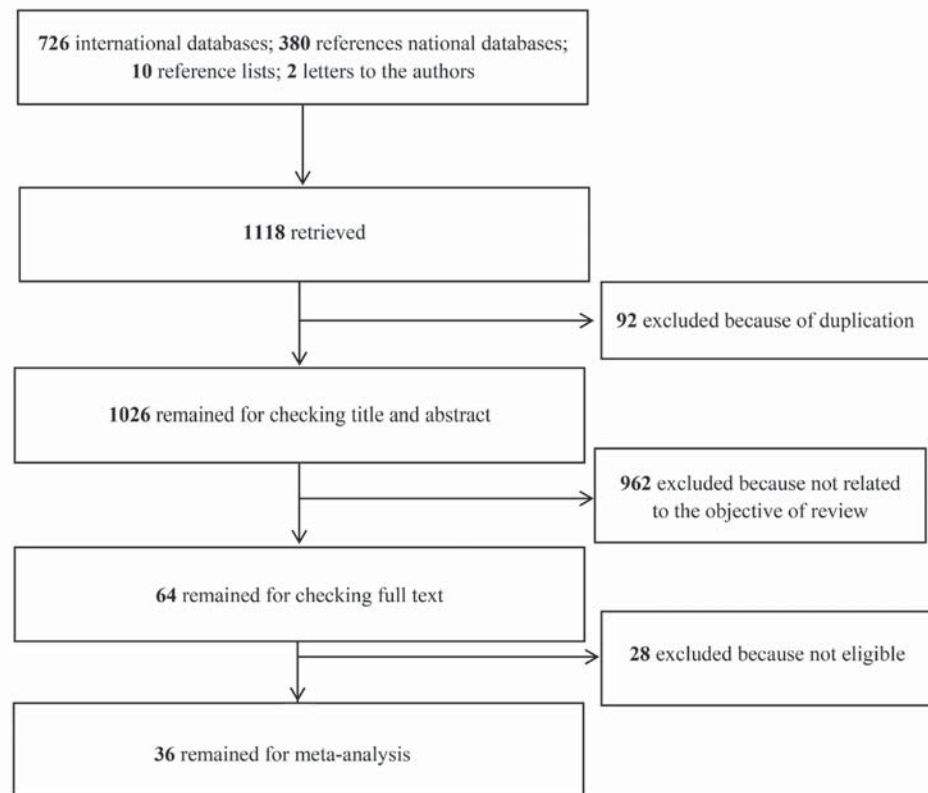 726 international databases; 380 references national databases;
10 reference lists; 2 letters to the authors
1118 retrieved
92 excluded because of duplication
1026 remained for checking title and abstract
962 excluded because not related
to the objective of review
64 remained for checking full text
28 excluded because not eligible
36 remained for meta-analysis